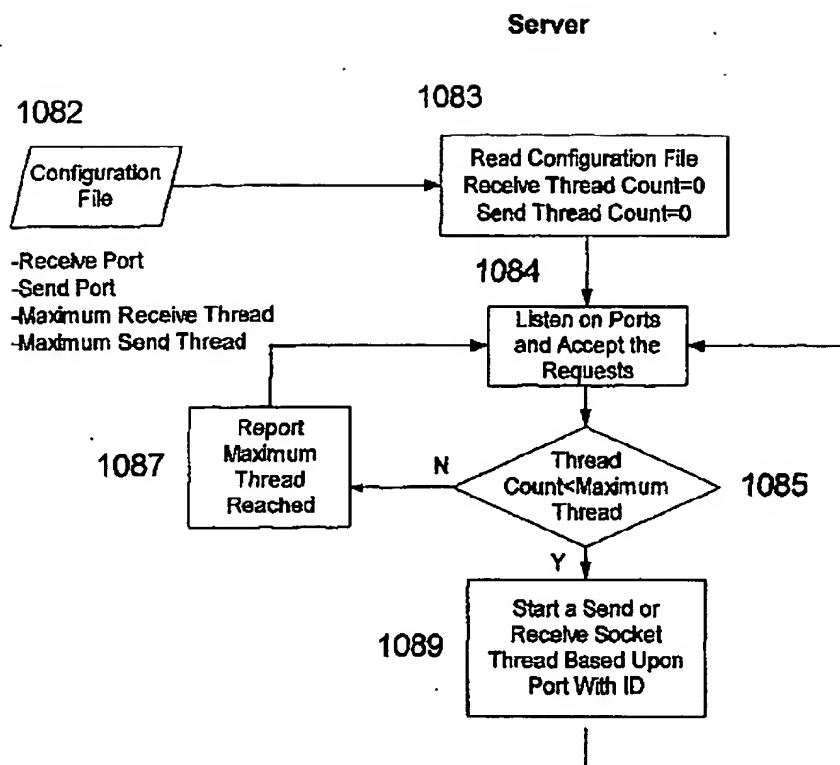 Server
1082
1083
Configuration
File
Read Configuration File
Receive Thread Count=0
Send Thread Count=0
-Receive Port
-Send Port
-Maximum Receive Thread
-Maximum Send Thread
1084
Listen on Ports
and Accept the
Requests
1087
Report
Maximum
Thread
Reached
N
Thread
Count<Maximum
Thread
1085
Y
1089
Start a Send or
Receive Socket
Thread Based Upon
Port With ID